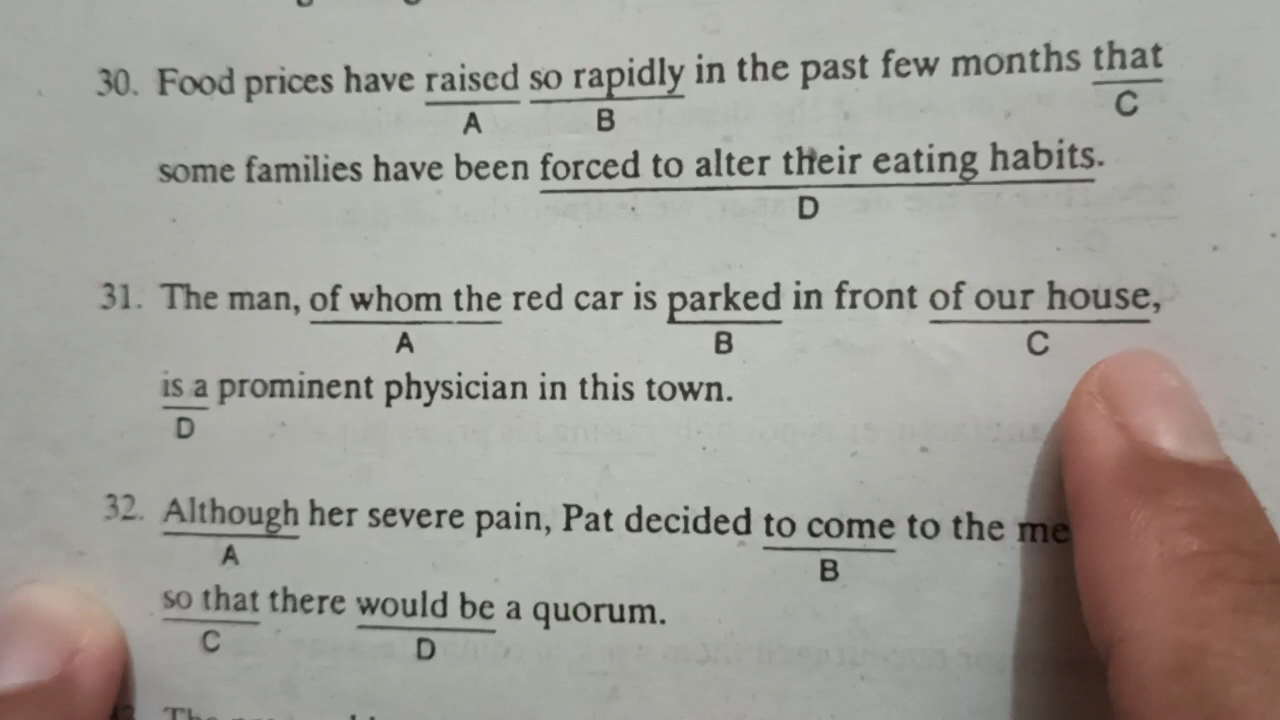 30. Food prices have raised so rapidly in the past few months that
A B C
some families have been forced to alter their eating habits.
D
31. The man, of whom the red car is parked in front of our house,
A B C
is a prominent physician in this town.
D
32. Although her severe pain, Pat decided to come to the
A B
so that there would be a quorum.
C D